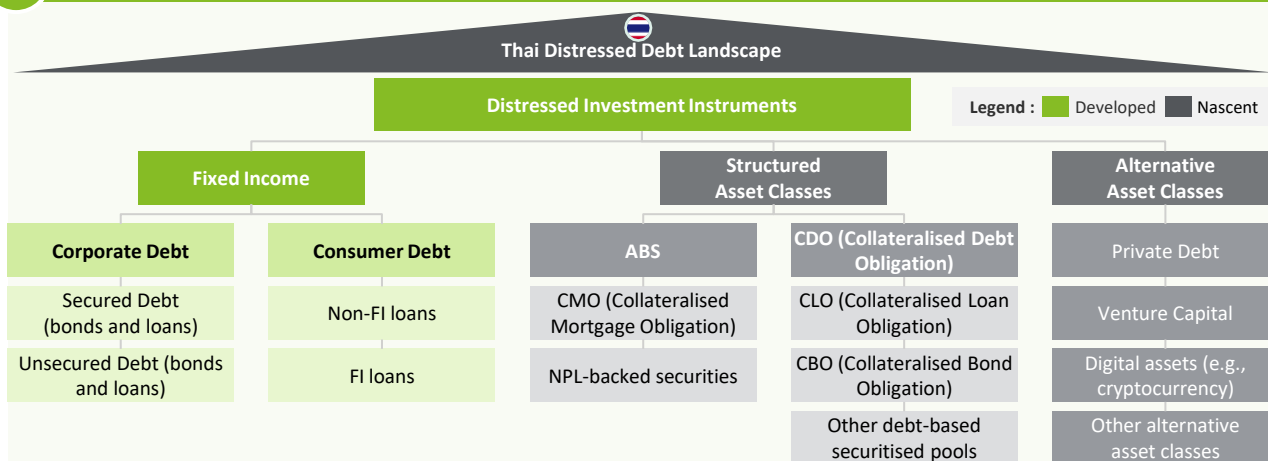 Thai Distressed Debt Landscape
Distressed Investment Instruments
Legend : Developed Nascent
Fixed Income
Structured
Asset Classes
Alternative
Asset Classes
Corporate Debt
Consumer Debt
ABS
CDO (Collateralised Debt
Obligation)
Private Debt
Secured Debt
(bonds and loans)
Non-FI loans
CMO (Collateralised
Mortgage Obligation)
CLO (Collateralised Loan
Obligation)
Venture Capital
Unsecured Debt (bonds
and loans)
FI loans
NPL-backed securities
CBO (Collateralised Bond
Obligation)
Digital assets (e.g.,
cryptocurrency)
Other debt-based
securitised pools
Other alternative
asset classes